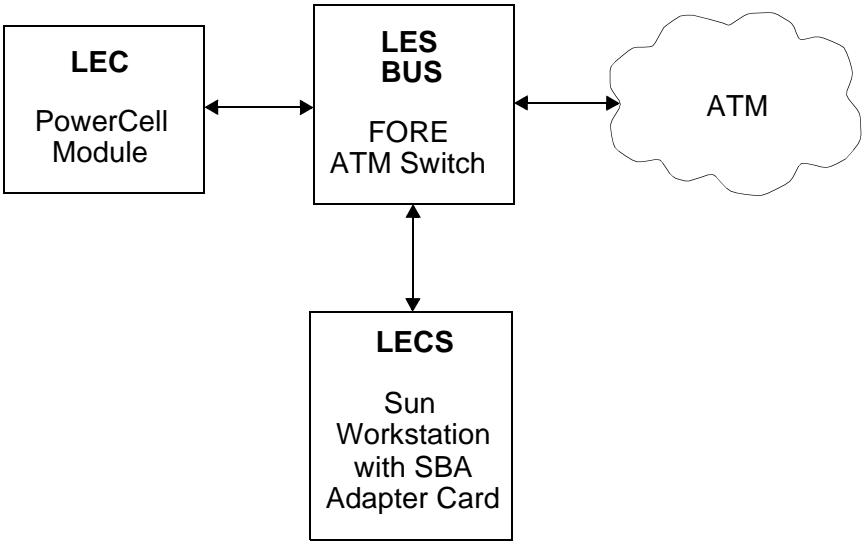 LEC
PowerCell
Module
LES
BUS
FORE
ATM Switch
ATM
LECS
Sun
Workstation
with SBA
Adapter Card